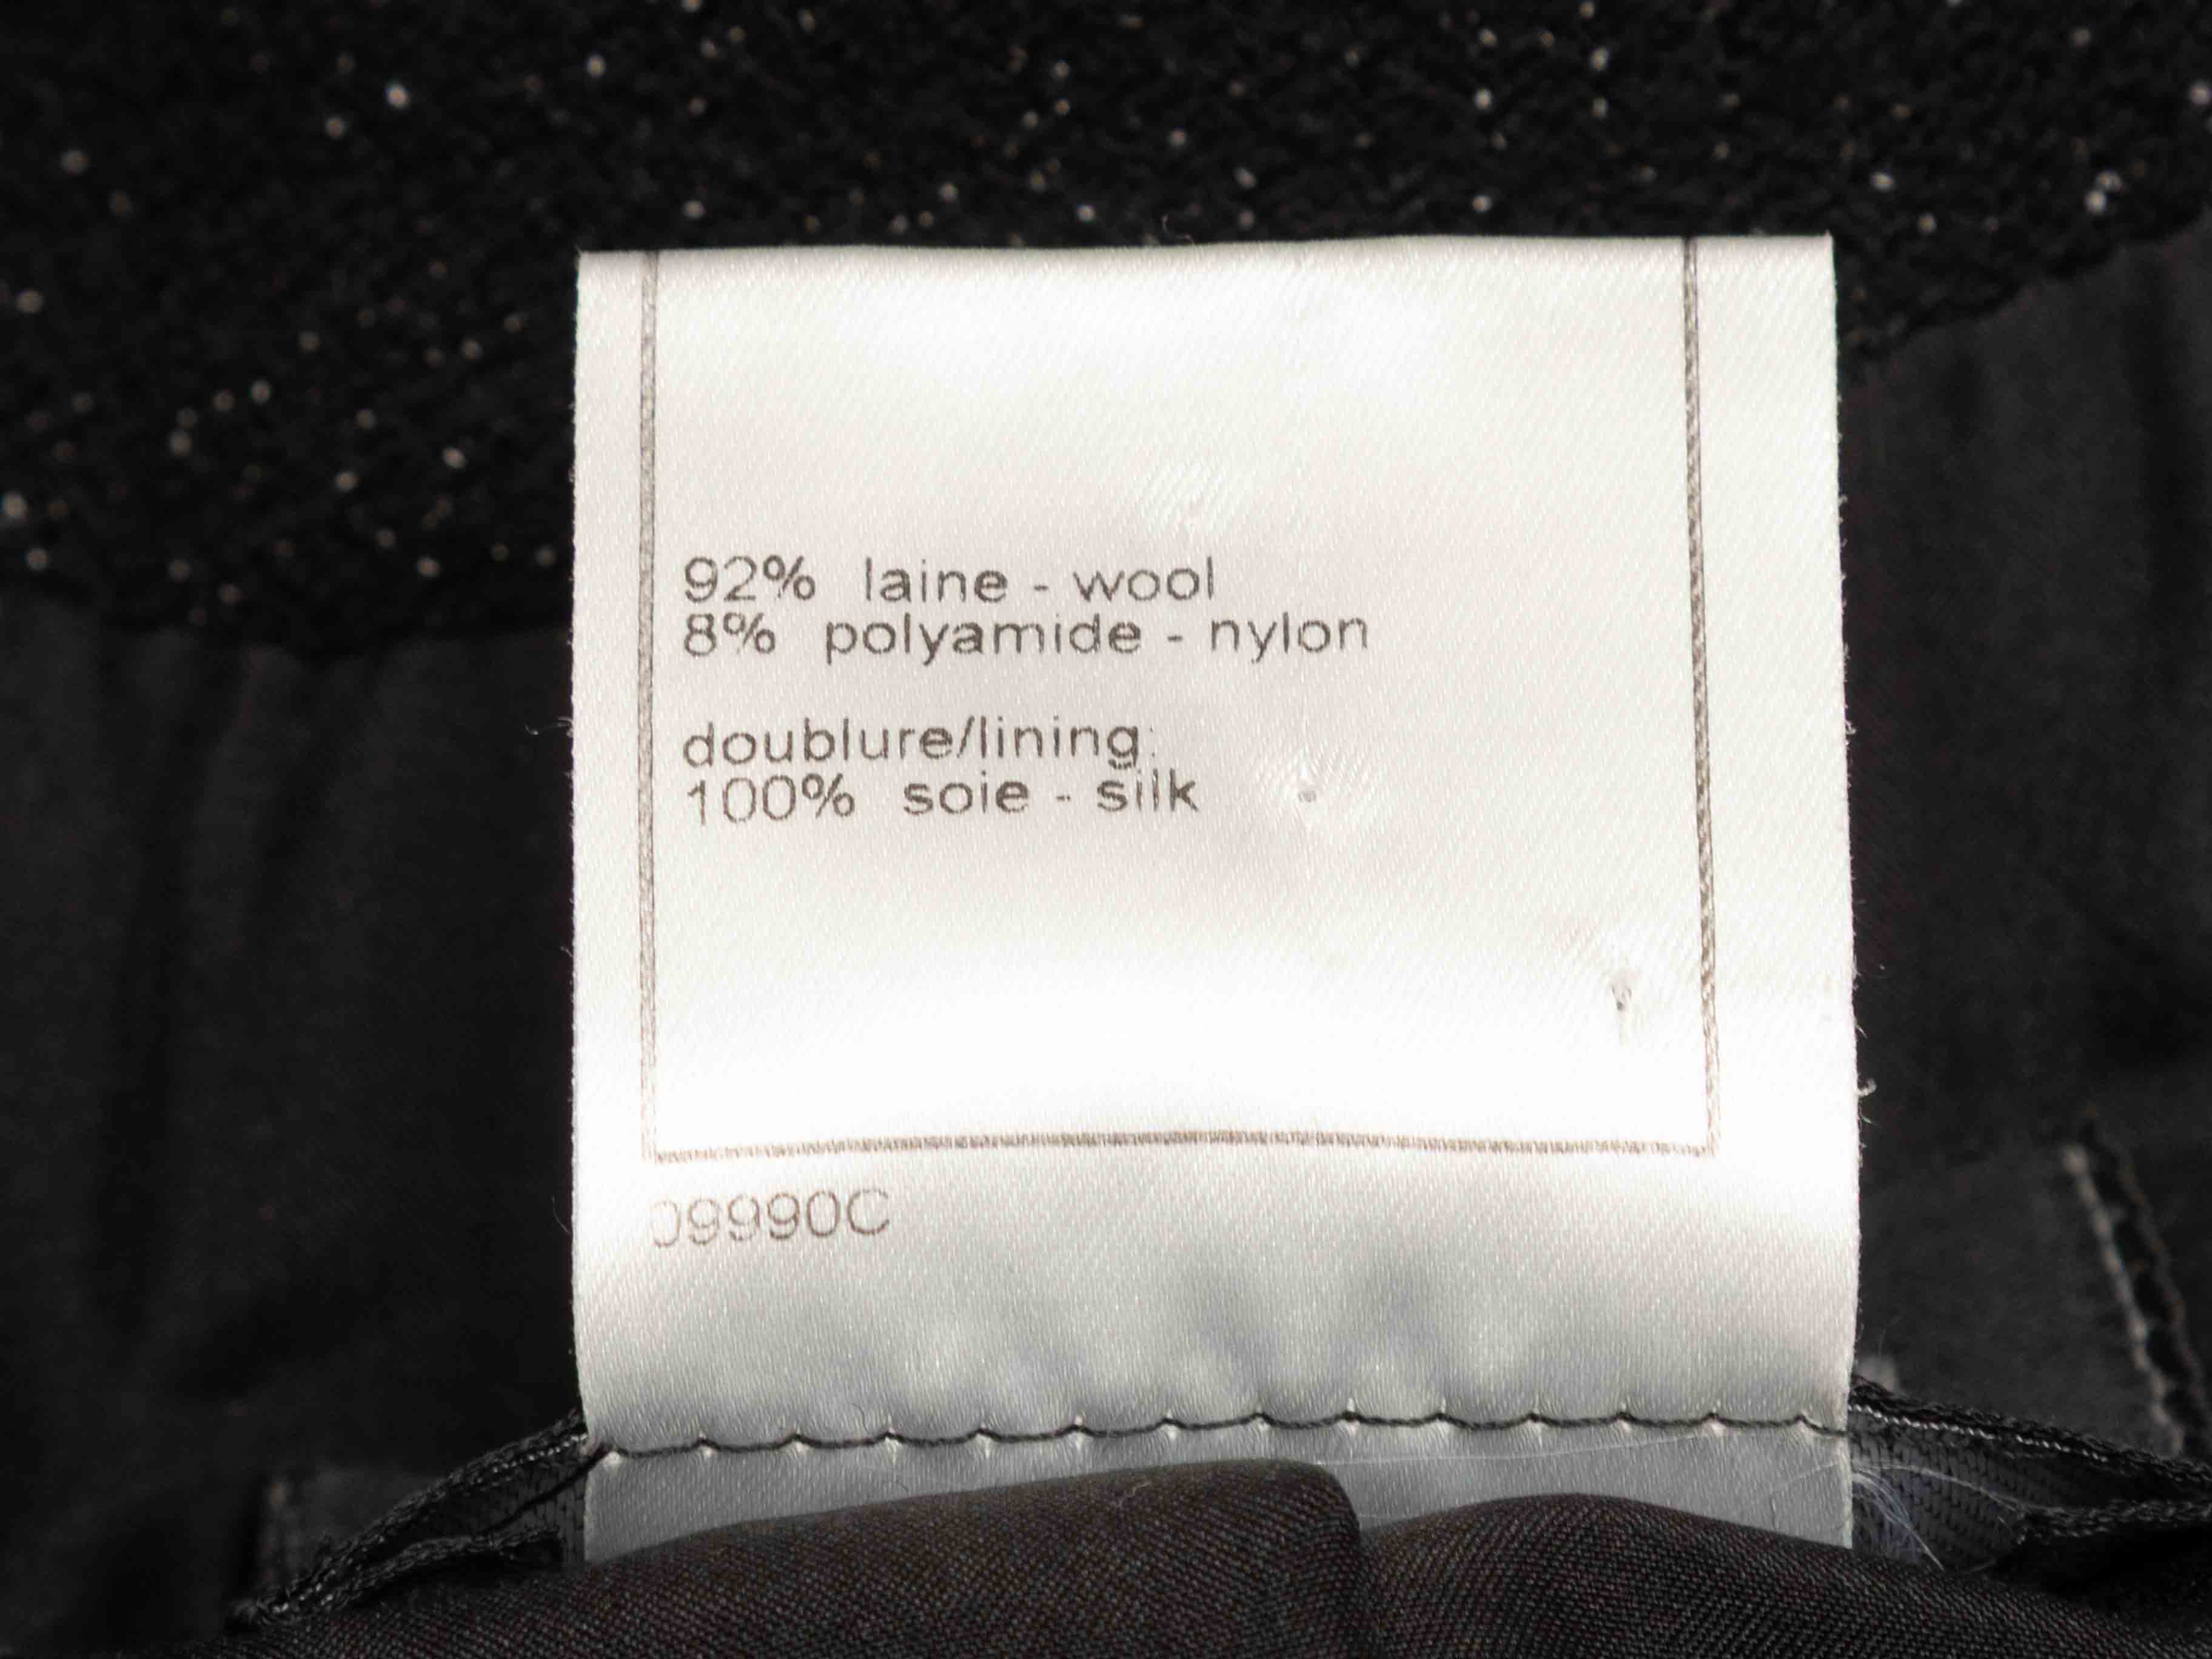 92% laine - wool
8% polyamide - nylon
doublure/lining:
100% soie - silk
09990C